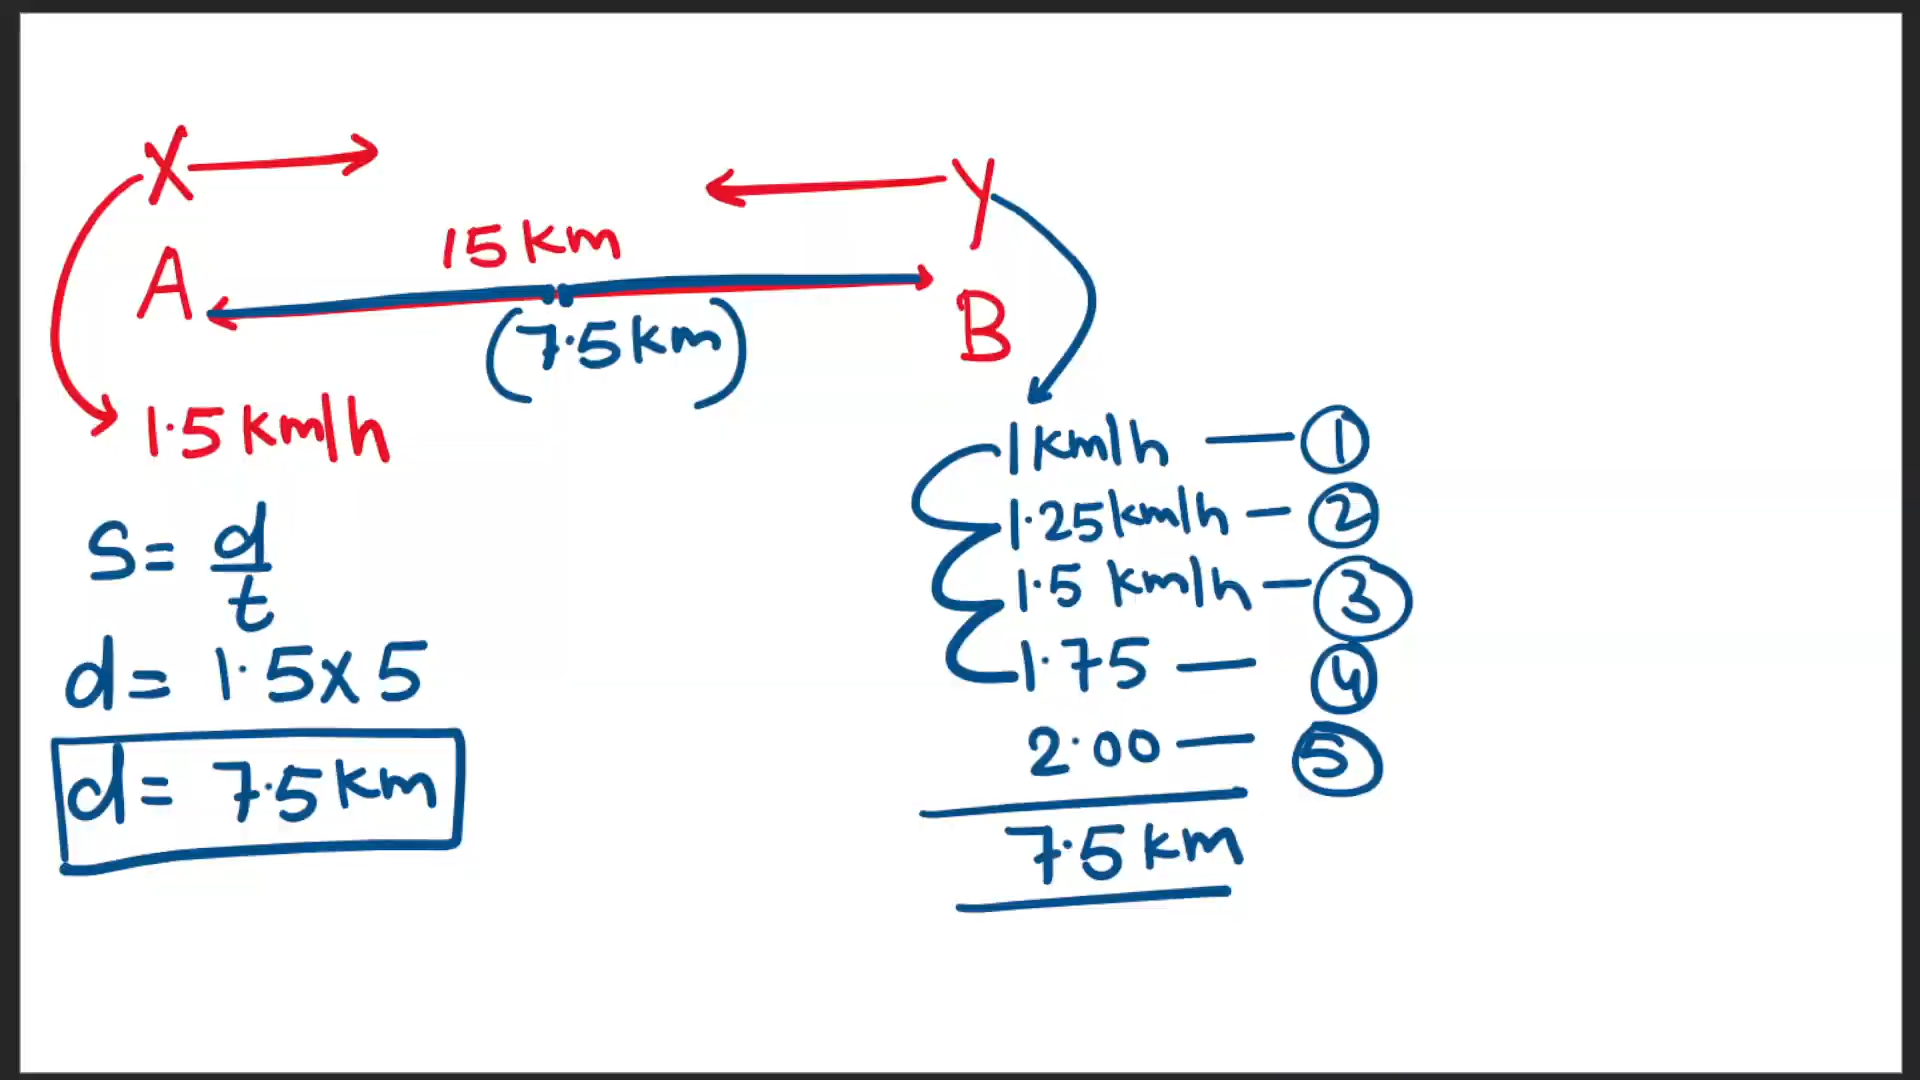 X
Y
15 km
A
B
(7.5 km)
1.5 km/h
1 km/h — 1
1.25 km/h — 2
1.5 km/h — 3
1.75 — 4
2.00 — 5
7.5 km
S = d/t
d = 1.5 x 5
d = 7.5 km